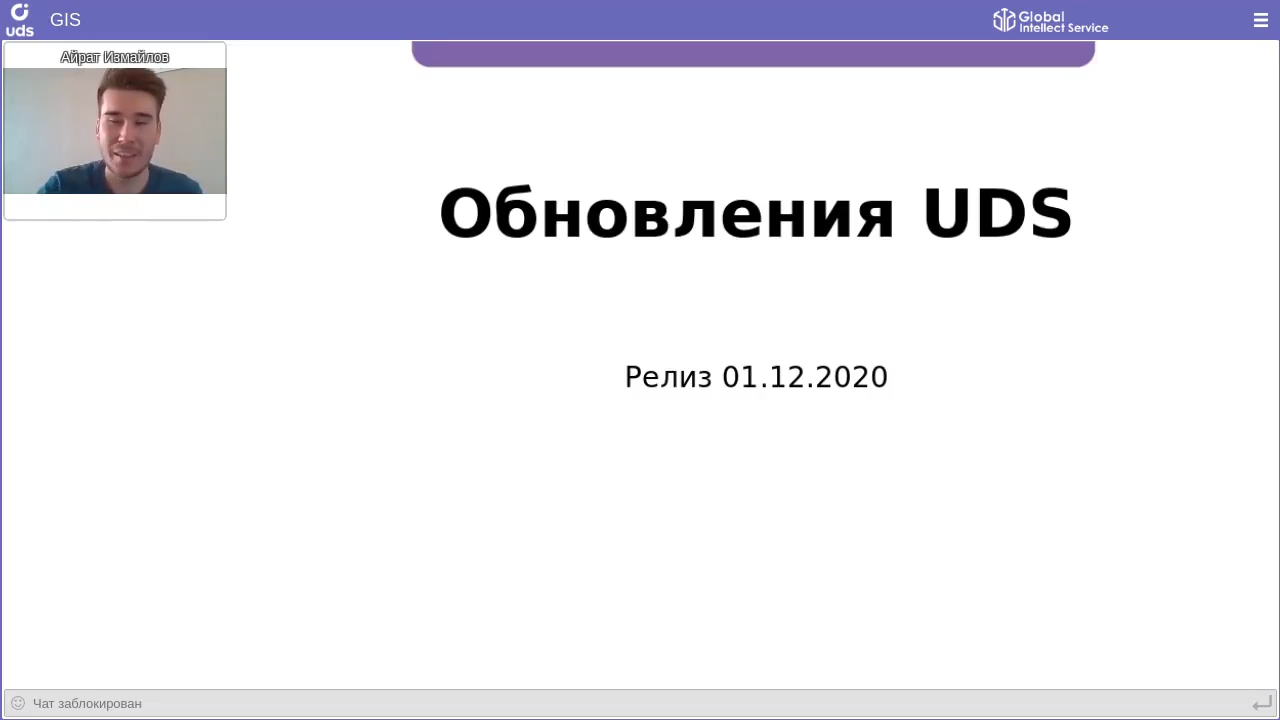 uds
GIS
Global
Intellect Service
Айрат Измайлов
Обновления UDS
Релиз 01.12.2020
Чат заблокирован